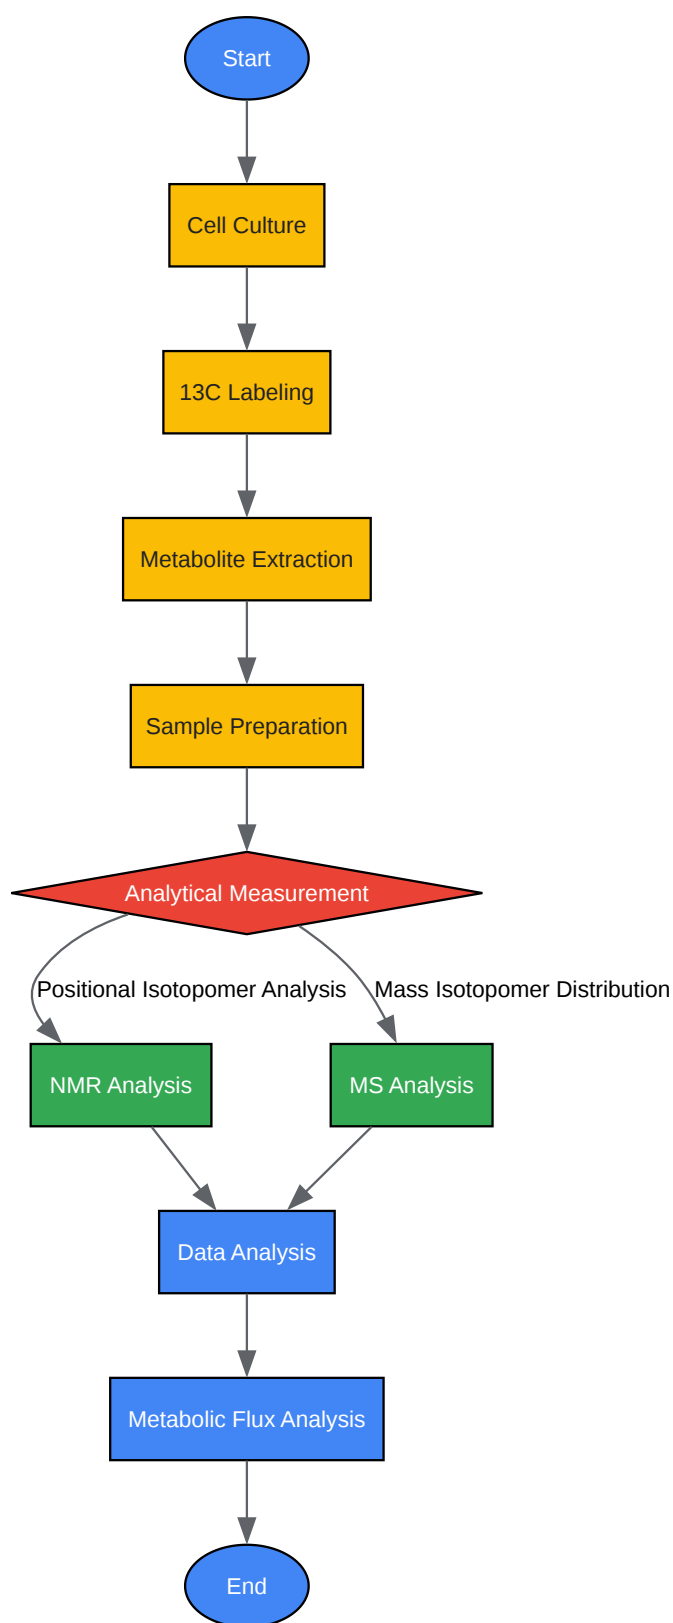 Start
Cell Culture
13C Labeling
Metabolite Extraction
Sample Preparation
Analytical Measurement
Positional Isotopomer Analysis
Mass Isotopomer Distribution
NMR Analysis
MS Analysis
Data Analysis
Metabolic Flux Analysis
End